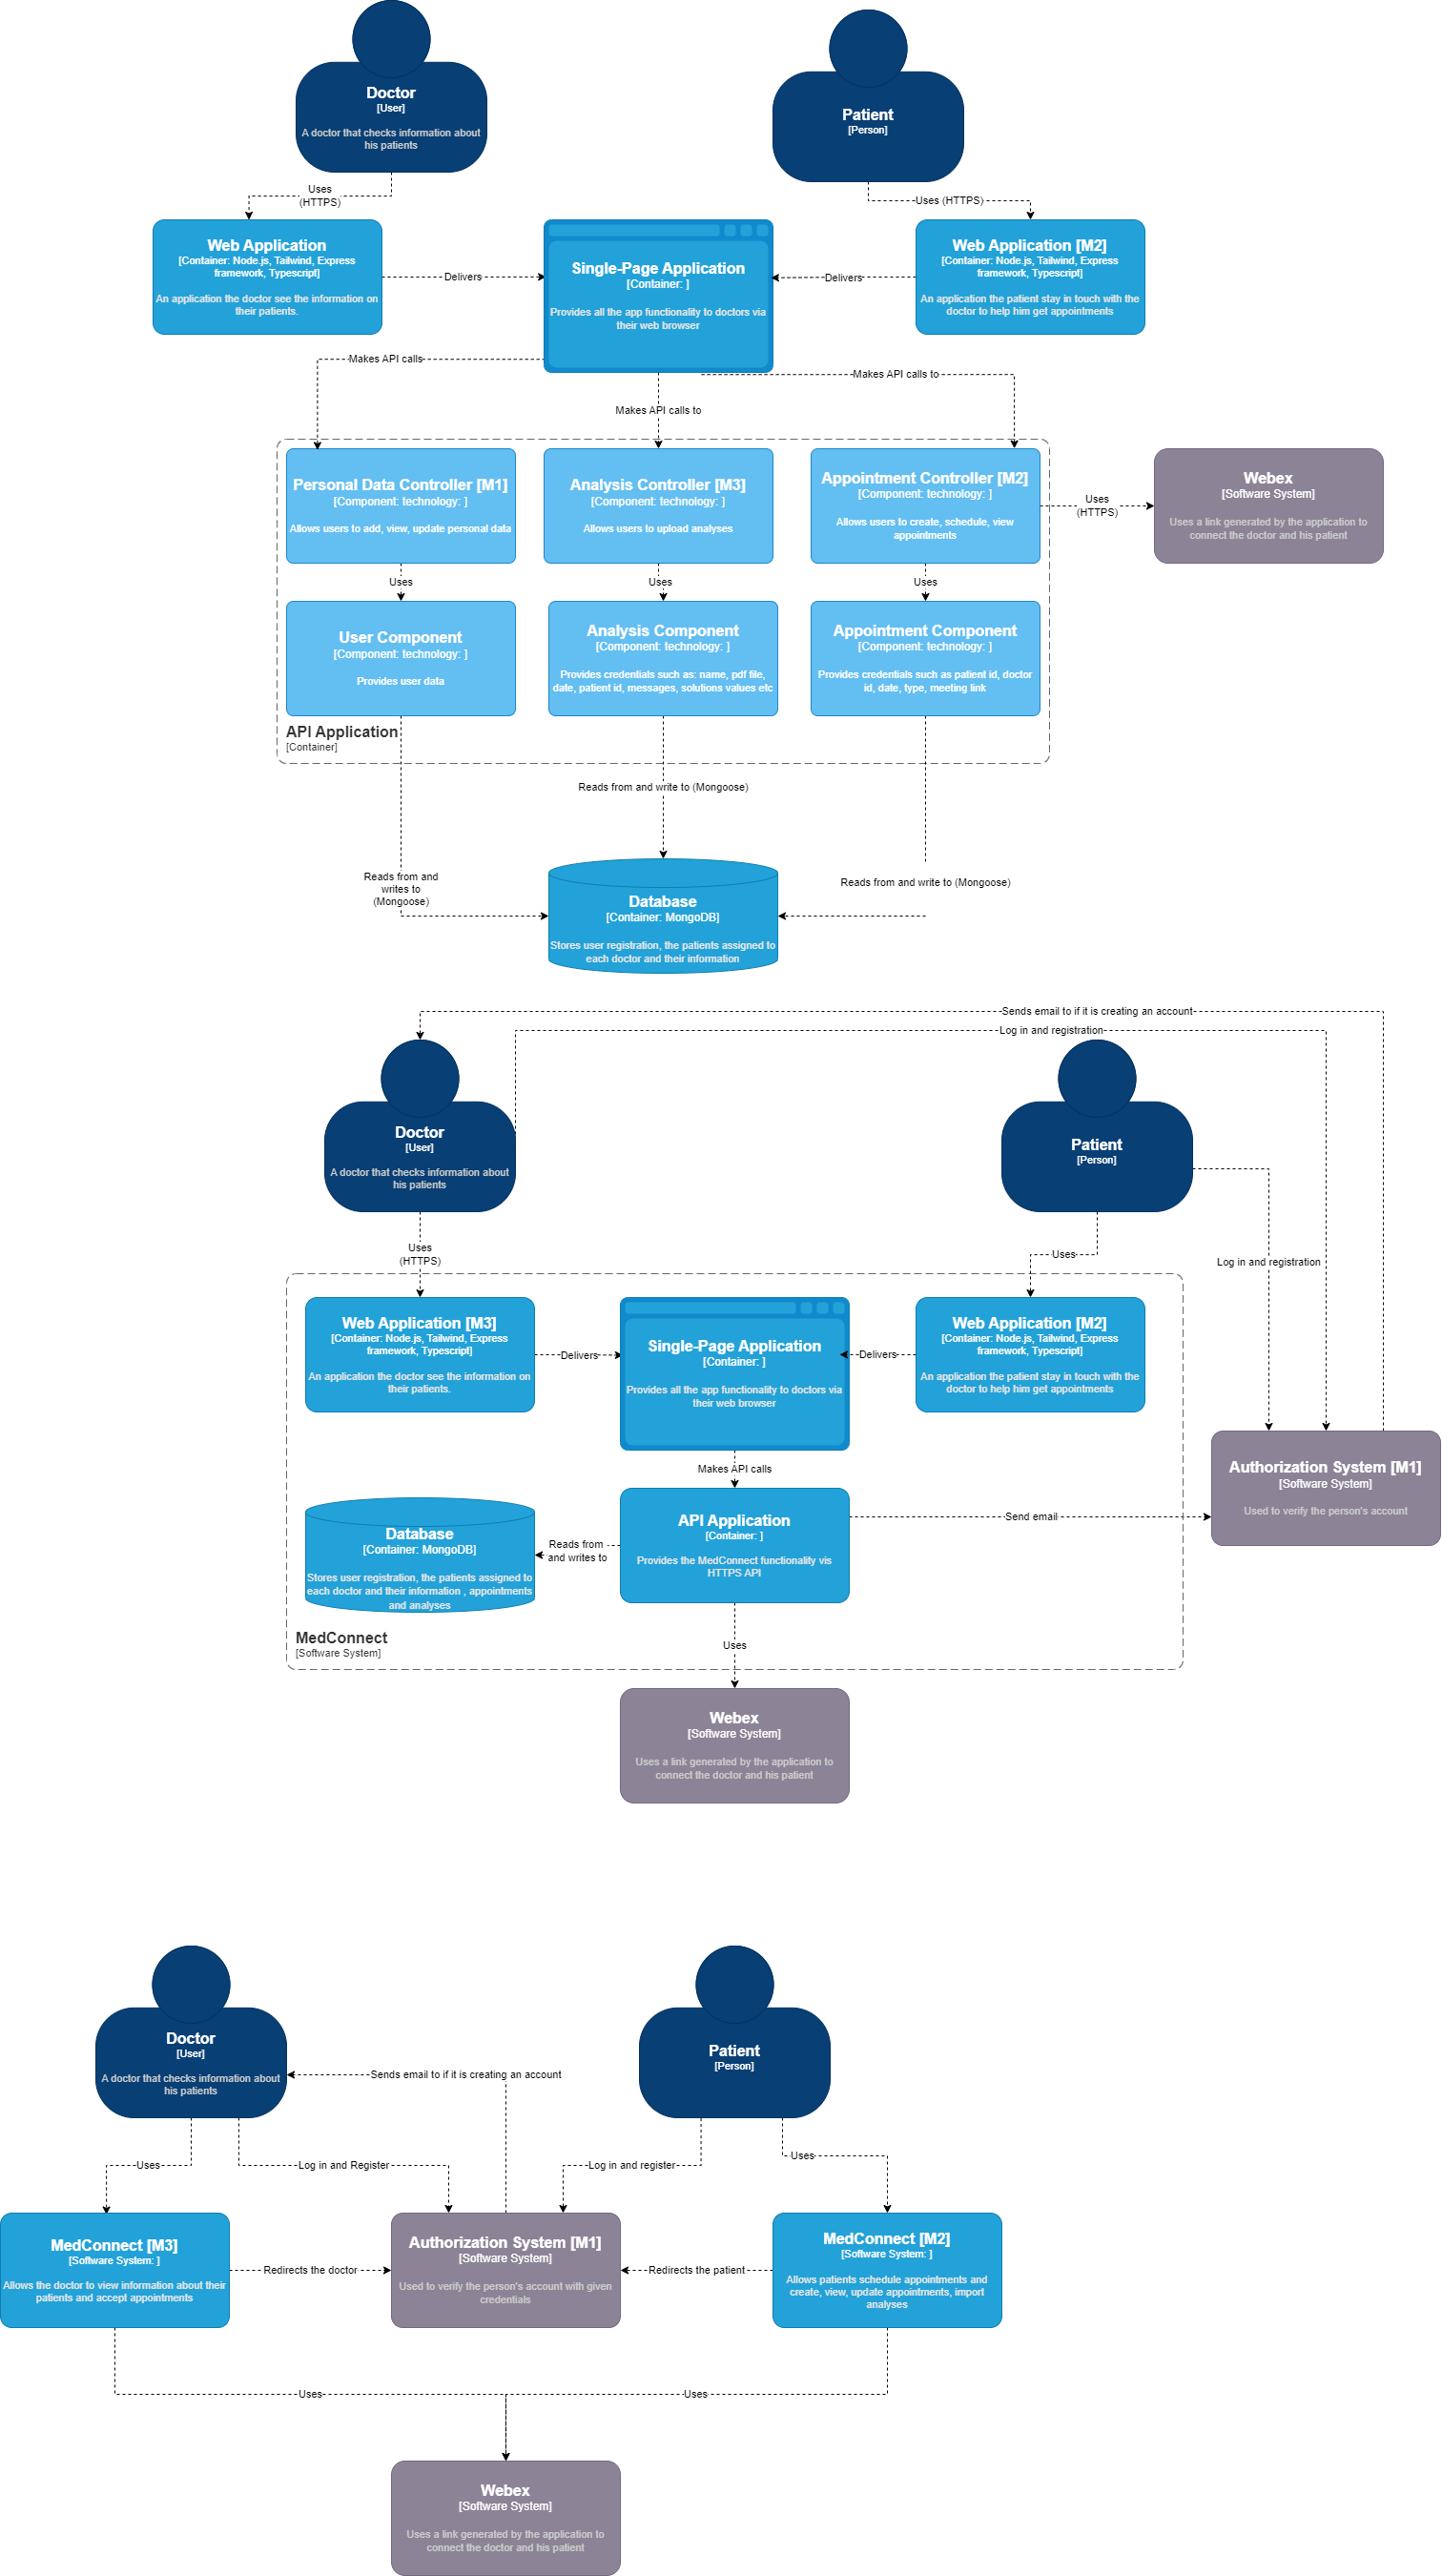 Doctor
[User]
A doctor that checks information about
his patients
Patient
[Person]
Uses
(HTTPS)
Uses (HTTPS)
Web Application
[Container: Node.js, Tailwind, Express
framework, Typescript]
An application the doctor see the information on
their patients.
Delivers
Single-Page Application
[Container: ]
Provides all the app functionality to doctors via
their web browser
Delivers
Web Application [M2]
[Container: Node.js, Tailwind, Express
framework, Typescript]
An application the patient stay in touch with the
doctor to help him get appointments
Makes API calls
Makes API calls to
Makes API calls to
Personal Data Controller [M1]
[Component: technology: ]
Allows users to add, view, update personal data
Analysis Controller [M3]
[Component: technology: ]
Allows users to upload analyses
Appointment Controller [M2]
[Component: technology: ]
Allows users to create, schedule, view
appointments
Uses
(HTTPS)
Webex
[Software System]
Uses a link generated by the application to
connect the doctor and his patient
Uses
Uses
Uses
User Component
[Component: technology: ]
Provides user data
Analysis Component
[Component: technology: ]
Provides credentials such as: name, pdf file,
date, patient id, messages, solutions values etc
Appointment Component
[Component: technology: ]
Provides credentials such as patient id, doctor
id, date, type, meeting link
API Application
[Container]
Reads from and write to (Mongoose)
Reads from and
writes to
(Mongoose)
Reads from and write to (Mongoose)
Database
[Container: MongoDB]
Stores user registration, the patients assigned to
each doctor and their information
Sends email to if it is creating an account
Log in and registration
Doctor
[User]
A doctor that checks information about
his patients
Patient
[Person]
Uses
(HTTPS)
Uses
Log in and registration
Web Application [M3]
[Container: Node.js, Tailwind, Express
framework, Typescript]
An application the doctor see the information on
their patients.
Delivers
Single-Page Application
[Container: ]
Provides all the app functionality to doctors via
their web browser
Delivers
Web Application [M2]
[Container: Node.js, Tailwind, Express
framework, Typescript]
An application the patient stay in touch with the
doctor to help him get appointments
Makes API calls
Authorization System [M1]
[Software System]
Used to verify the person's account
Database
[Container: MongoDB]
Stores user registration, the patients assigned to
each doctor and their information , appointments
and analyses
Reads from
and writes to
API Application
[Container: ]
Provides the MedConnect functionality vis
HTTPS API
Send email
MedConnect
[Software System]
Uses
Webex
[Software System]
Uses a link generated by the application to
connect the doctor and his patient
Doctor
[User]
A doctor that checks information about
his patients
Sends email to if it is creating an account
Patient
[Person]
Uses
Log in and Register
Log in and register
Uses
MedConnect [M3]
[Software System: ]
Allows the doctor to view information about their
patients and accept appointments
Redirects the doctor
Authorization System [M1]
[Software System]
Used to verify the person's account with given
credentials
Redirects the patient
MedConnect [M2]
[Software System: ]
Allows patients schedule appointments and
create, view, update appointments, import
analyses
Uses
Uses
Webex
[Software System]
Uses a link generated by the application to
connect the doctor and his patient